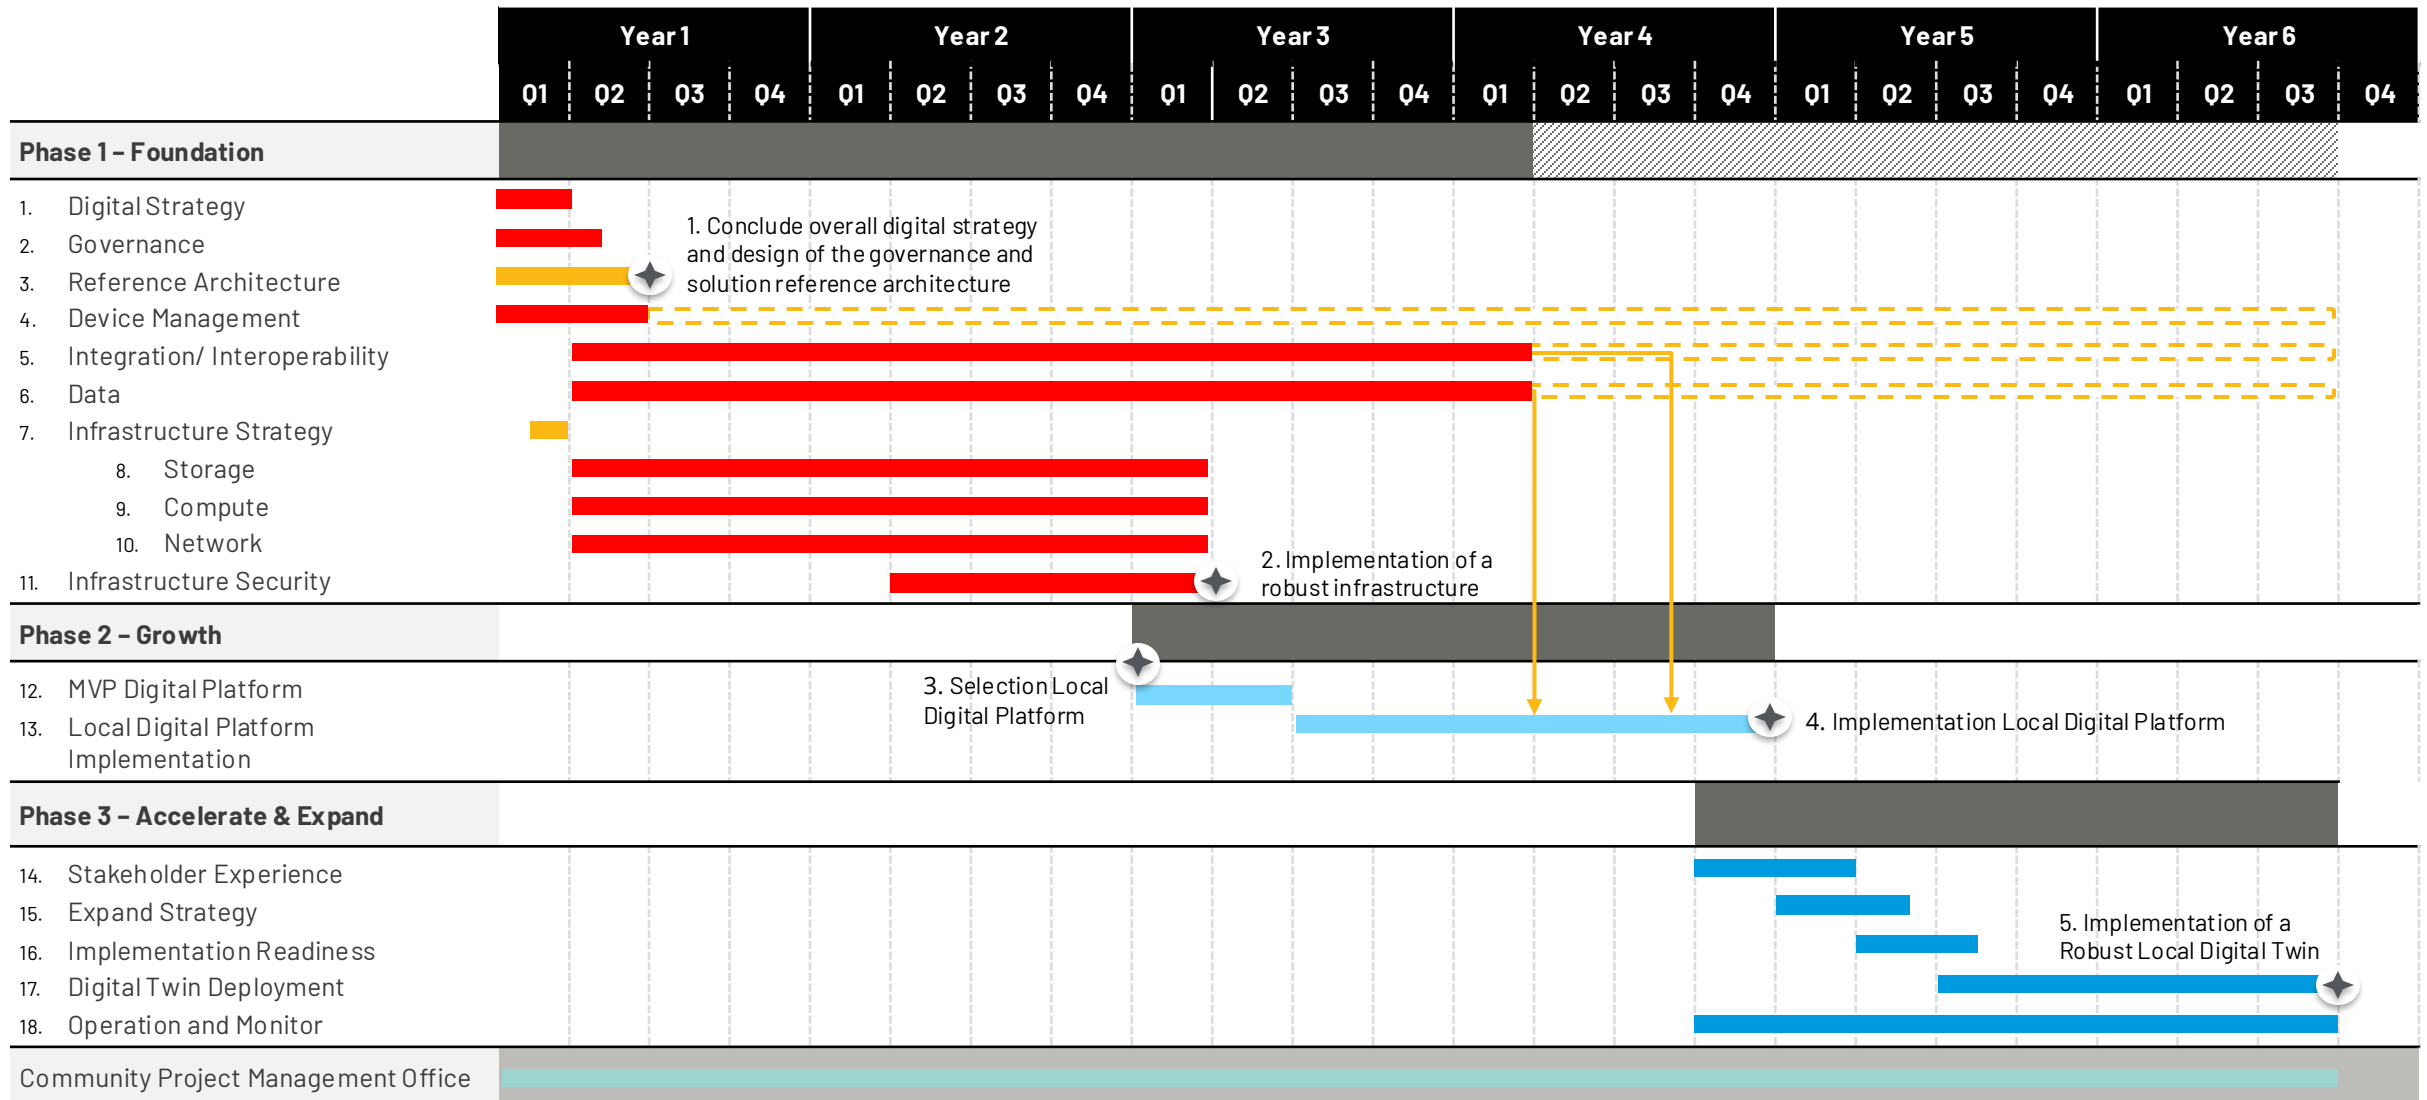 Year 1 Year 2 Year 3 Year 4 Year 5 Year 6
Q1 Q2 Q3 Q4 Q1 Q2 Q3 Q4 Q1 Q2 Q3 Q4 Q1 Q2 Q3 Q4 Q1 Q2 Q3 Q4 Q1 Q2 Q3 Q4
Phase 1 – Foundation
1. Digital Strategy
2. Governance
3. Reference Architecture
4. Device Management
5. Integration/ Interoperability
6. Data
7. Infrastructure Strategy
8. Storage
9. Compute
10. Network
11. Infrastructure Security
1. Conclude overall digital strategy
and design of the governance and
solution reference architecture
2. Implementation of a
robust infrastructure
Phase 2 – Growth
12. MVP Digital Platform
13. Local Digital Platform
Implementation
3. Selection Local
Digital Platform
4. Implementation Local Digital Platform
Phase 3 – Accelerate & Expand
14. Stakeholder Experience
15. Expand Strategy
16. Implementation Readiness
17. Digital Twin Deployment
18. Operation and Monitor
5. Implementation of a
Robust Local Digital Twin
Community Project Management Office